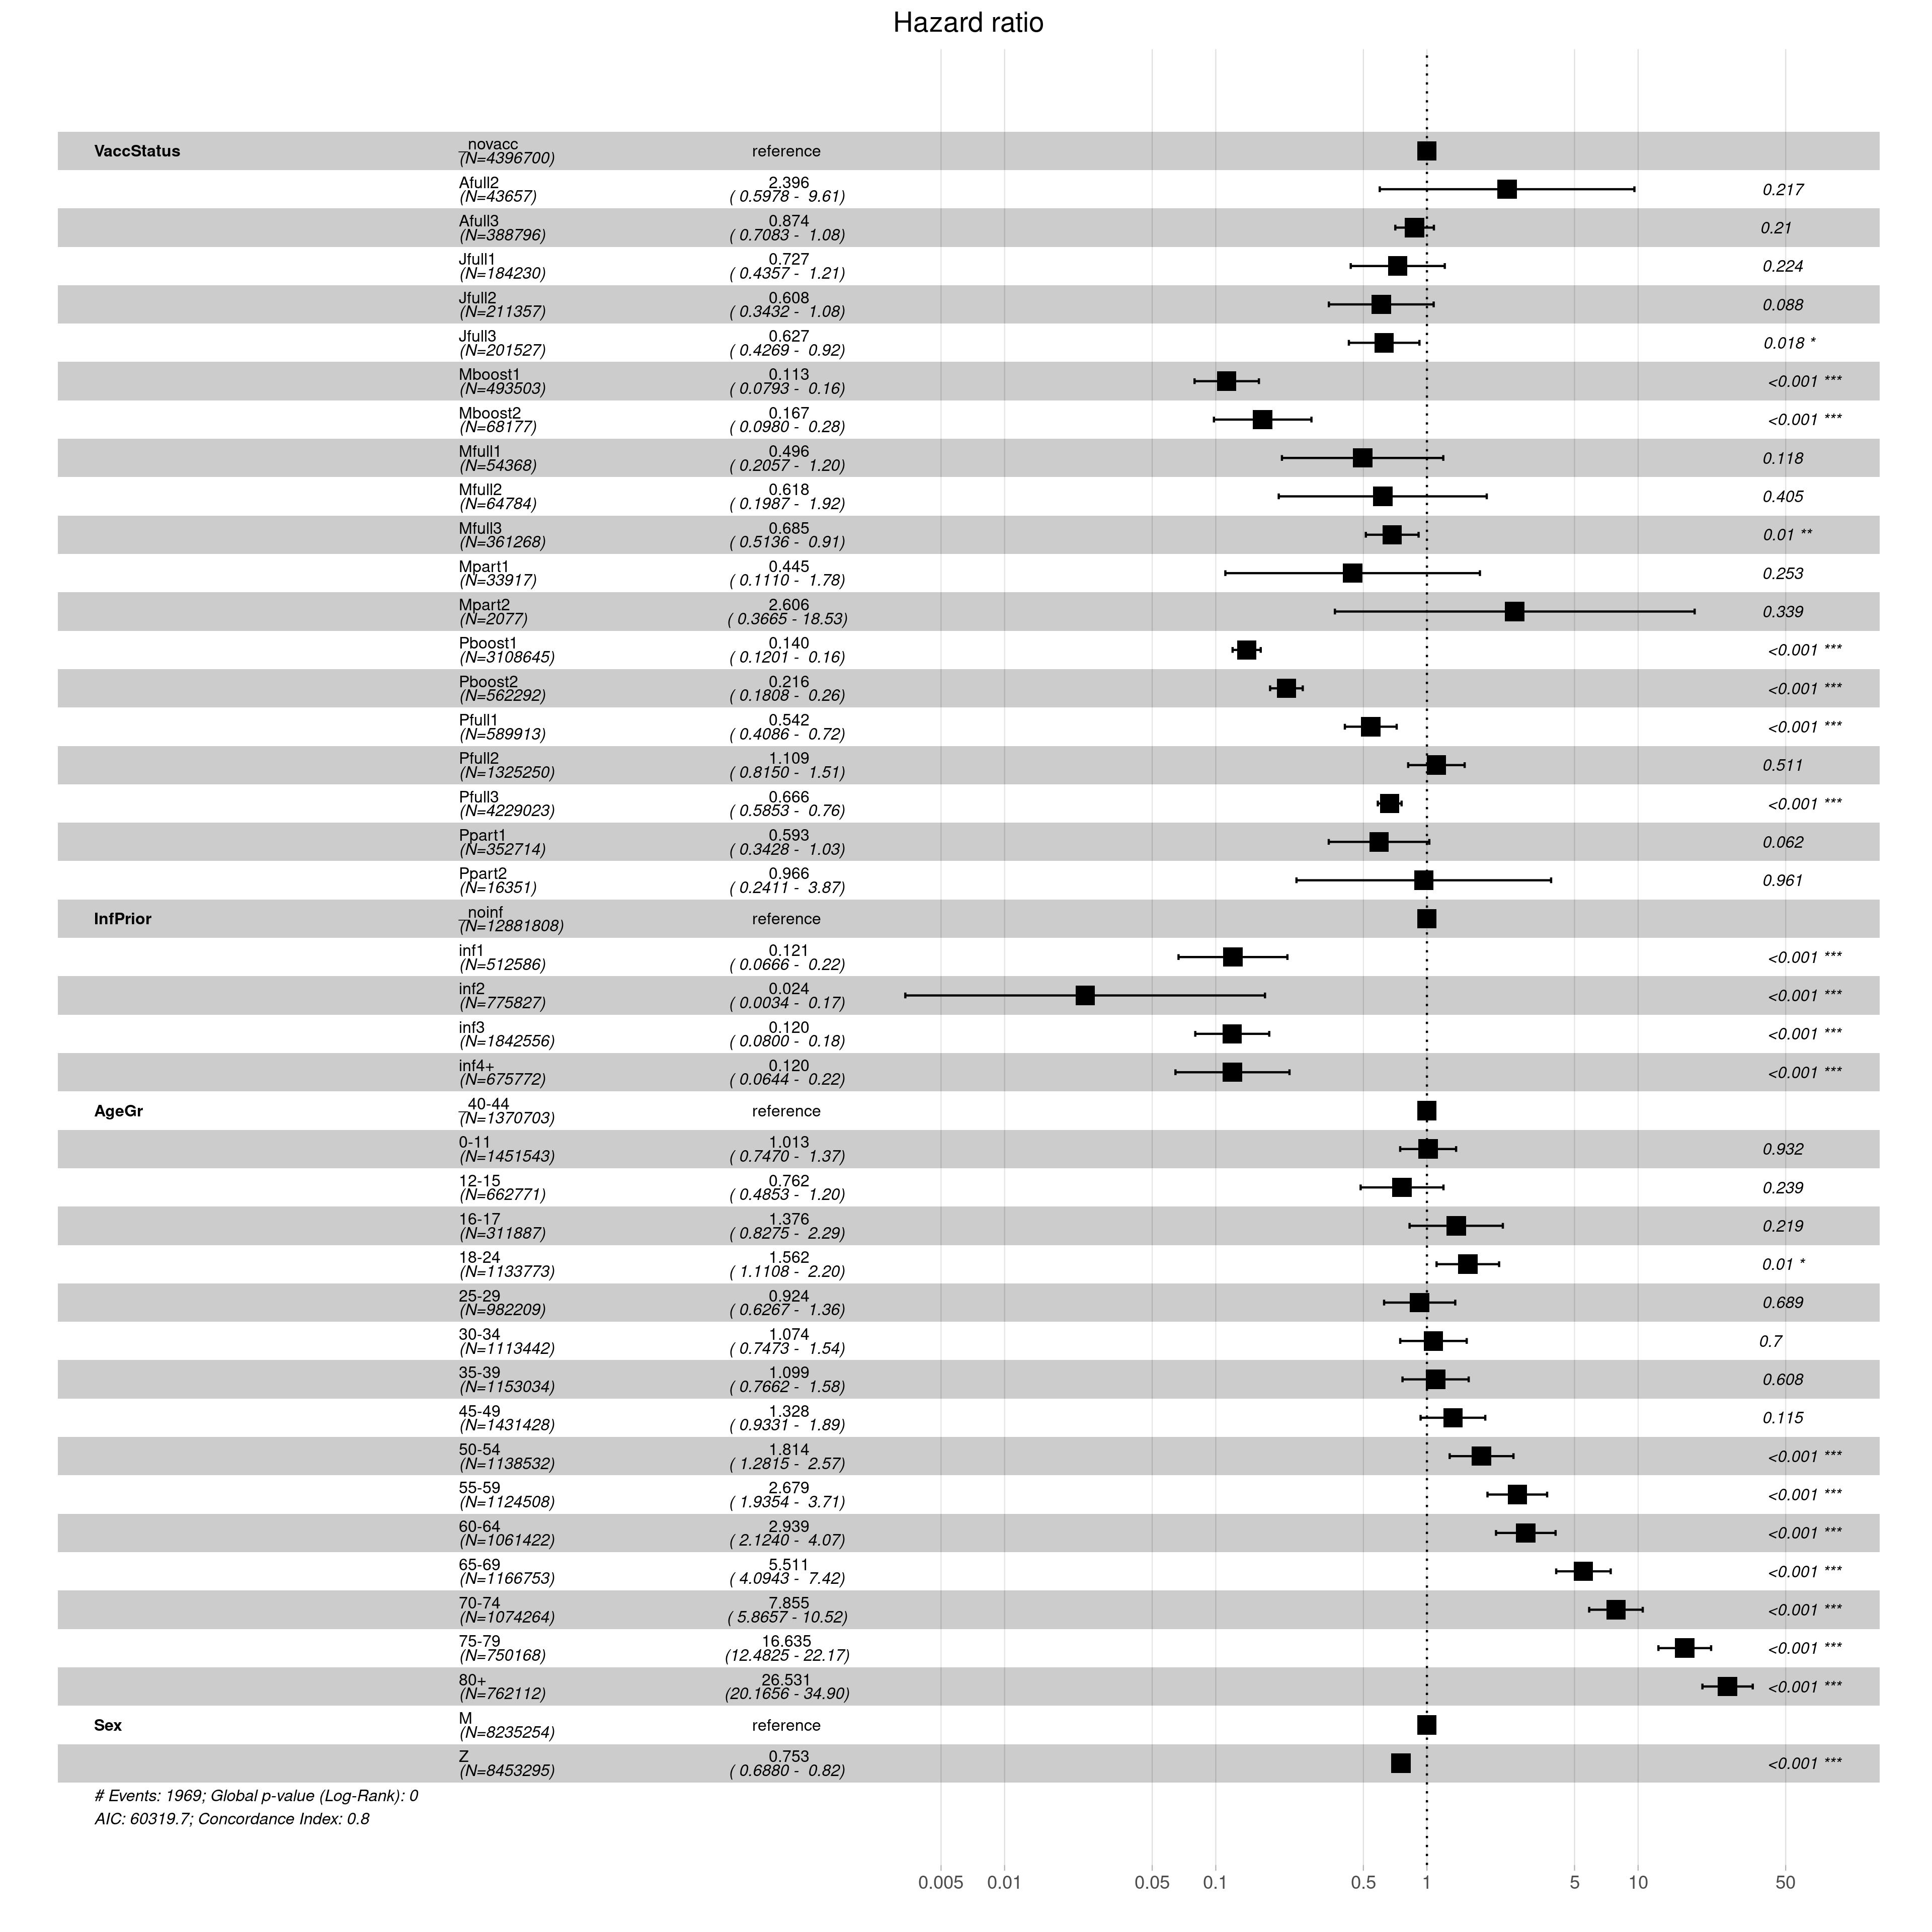 Hazard ratio
VaccStatus _novacc reference
(N=4396700)
Afull2 2.396 0.217
(N=43657) ( 0.5978 - 9.61)
Afull3 0.874 0.21
(N=388796) ( 0.7083 - 1.08)
Jfull1 0.727 0.224
(N=184230) ( 0.4357 - 1.21)
Jfull2 0.608 0.088
(N=211357) ( 0.3432 - 1.08)
Jfull3 0.627 0.018 *
(N=201527) ( 0.4269 - 0.92)
Mboost1 0.113 <0.001 ***
(N=493503) ( 0.0793 - 0.16)
Mboost2 0.167 <0.001 ***
(N=68177) ( 0.0980 - 0.28)
Mfull1 0.496 0.118
(N=54368) ( 0.2057 - 1.20)
Mfull2 0.618 0.405
(N=64784) ( 0.1987 - 1.92)
Mfull3 0.685 0.01 **
(N=361268) ( 0.5136 - 0.91)
Mpart1 0.445 0.253
(N=33917) ( 0.1110 - 1.78)
Mpart2 2.606 0.339
(N=2077) ( 0.3665 - 18.53)
Pboost1 0.140 <0.001 ***
(N=3108645) ( 0.1201 - 0.16)
Pboost2 0.216 <0.001 ***
(N=562292) ( 0.1808 - 0.26)
Pfull1 0.542 <0.001 ***
(N=589913) ( 0.4086 - 0.72)
Pfull2 1.109 0.511
(N=1325250) ( 0.8150 - 1.51)
Pfull3 0.666 <0.001 ***
(N=4229023) ( 0.5853 - 0.76)
Ppart1 0.593 0.062
(N=352714) ( 0.3428 - 1.03)
Ppart2 0.966 0.961
(N=16351) ( 0.2411 - 3.87)
InfPrior _noinf reference
(N=12881808)
inf1 0.121 <0.001 ***
(N=512586) ( 0.0666 - 0.22)
inf2 0.024 <0.001 ***
(N=775827) ( 0.0034 - 0.17)
inf3 0.120 <0.001 ***
(N=1842556) ( 0.0800 - 0.18)
inf4+ 0.120 <0.001 ***
(N=675772) ( 0.0644 - 0.22)
AgeGr _40-44 reference
(N=1370703)
0-11 1.013 0.932
(N=1451543) ( 0.7470 - 1.37)
12-15 0.762 0.239
(N=662771) ( 0.4853 - 1.20)
16-17 1.376 0.219
(N=311887) ( 0.8275 - 2.29)
18-24 1.562 0.01 *
(N=1133773) ( 1.1108 - 2.20)
25-29 0.924 0.689
(N=982209) ( 0.6267 - 1.36)
30-34 1.074 0.7
(N=1113442) ( 0.7473 - 1.54)
35-39 1.099 0.608
(N=1153034) ( 0.7662 - 1.58)
45-49 1.328 0.115
(N=1431428) ( 0.9331 - 1.89)
50-54 1.814 <0.001 ***
(N=1138532) ( 1.2815 - 2.57)
55-59 2.679 <0.001 ***
(N=1124508) ( 1.9354 - 3.71)
60-64 2.939 <0.001 ***
(N=1061422) ( 2.1240 - 4.07)
65-69 5.511 <0.001 ***
(N=1166753) ( 4.0943 - 7.42)
70-74 7.855 <0.001 ***
(N=1074264) ( 5.8657 - 10.52)
75-79 16.635 <0.001 ***
(N=750168) (12.4825 - 22.17)
80+ 26.531 <0.001 ***
(N=762112) (20.1656 - 34.90)
Sex M reference
(N=8235254)
Z 0.753 <0.001 ***
(N=8453295) ( 0.6880 - 0.82)
# Events: 1969; Global p-value (Log-Rank): 0
AIC: 60319.7; Concordance Index: 0.8
0.005 0.01 0.05 0.1 0.5 1 5 10 50